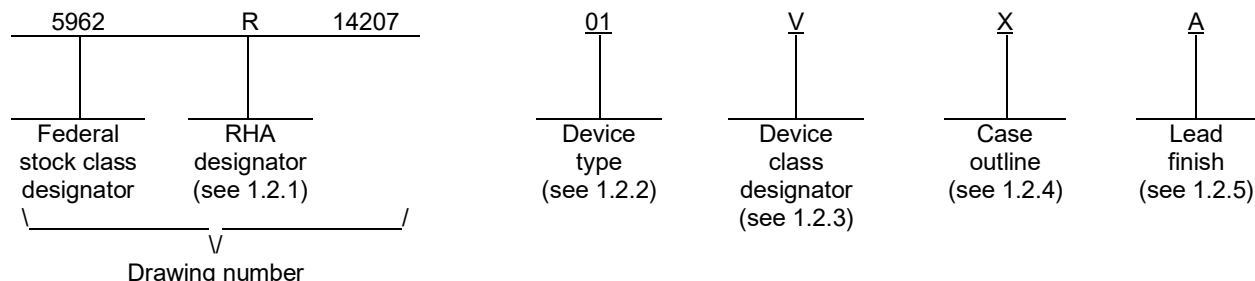 5962 R 14207 01 V X A
Federal RHA Device Device Case Lead
stock class designator type class outline finish
designator (see 1.2.1) (see 1.2.2) designator (see 1.2.4) (see 1.2.5)
(see 1.2.3)
\ /
\/
Drawing number